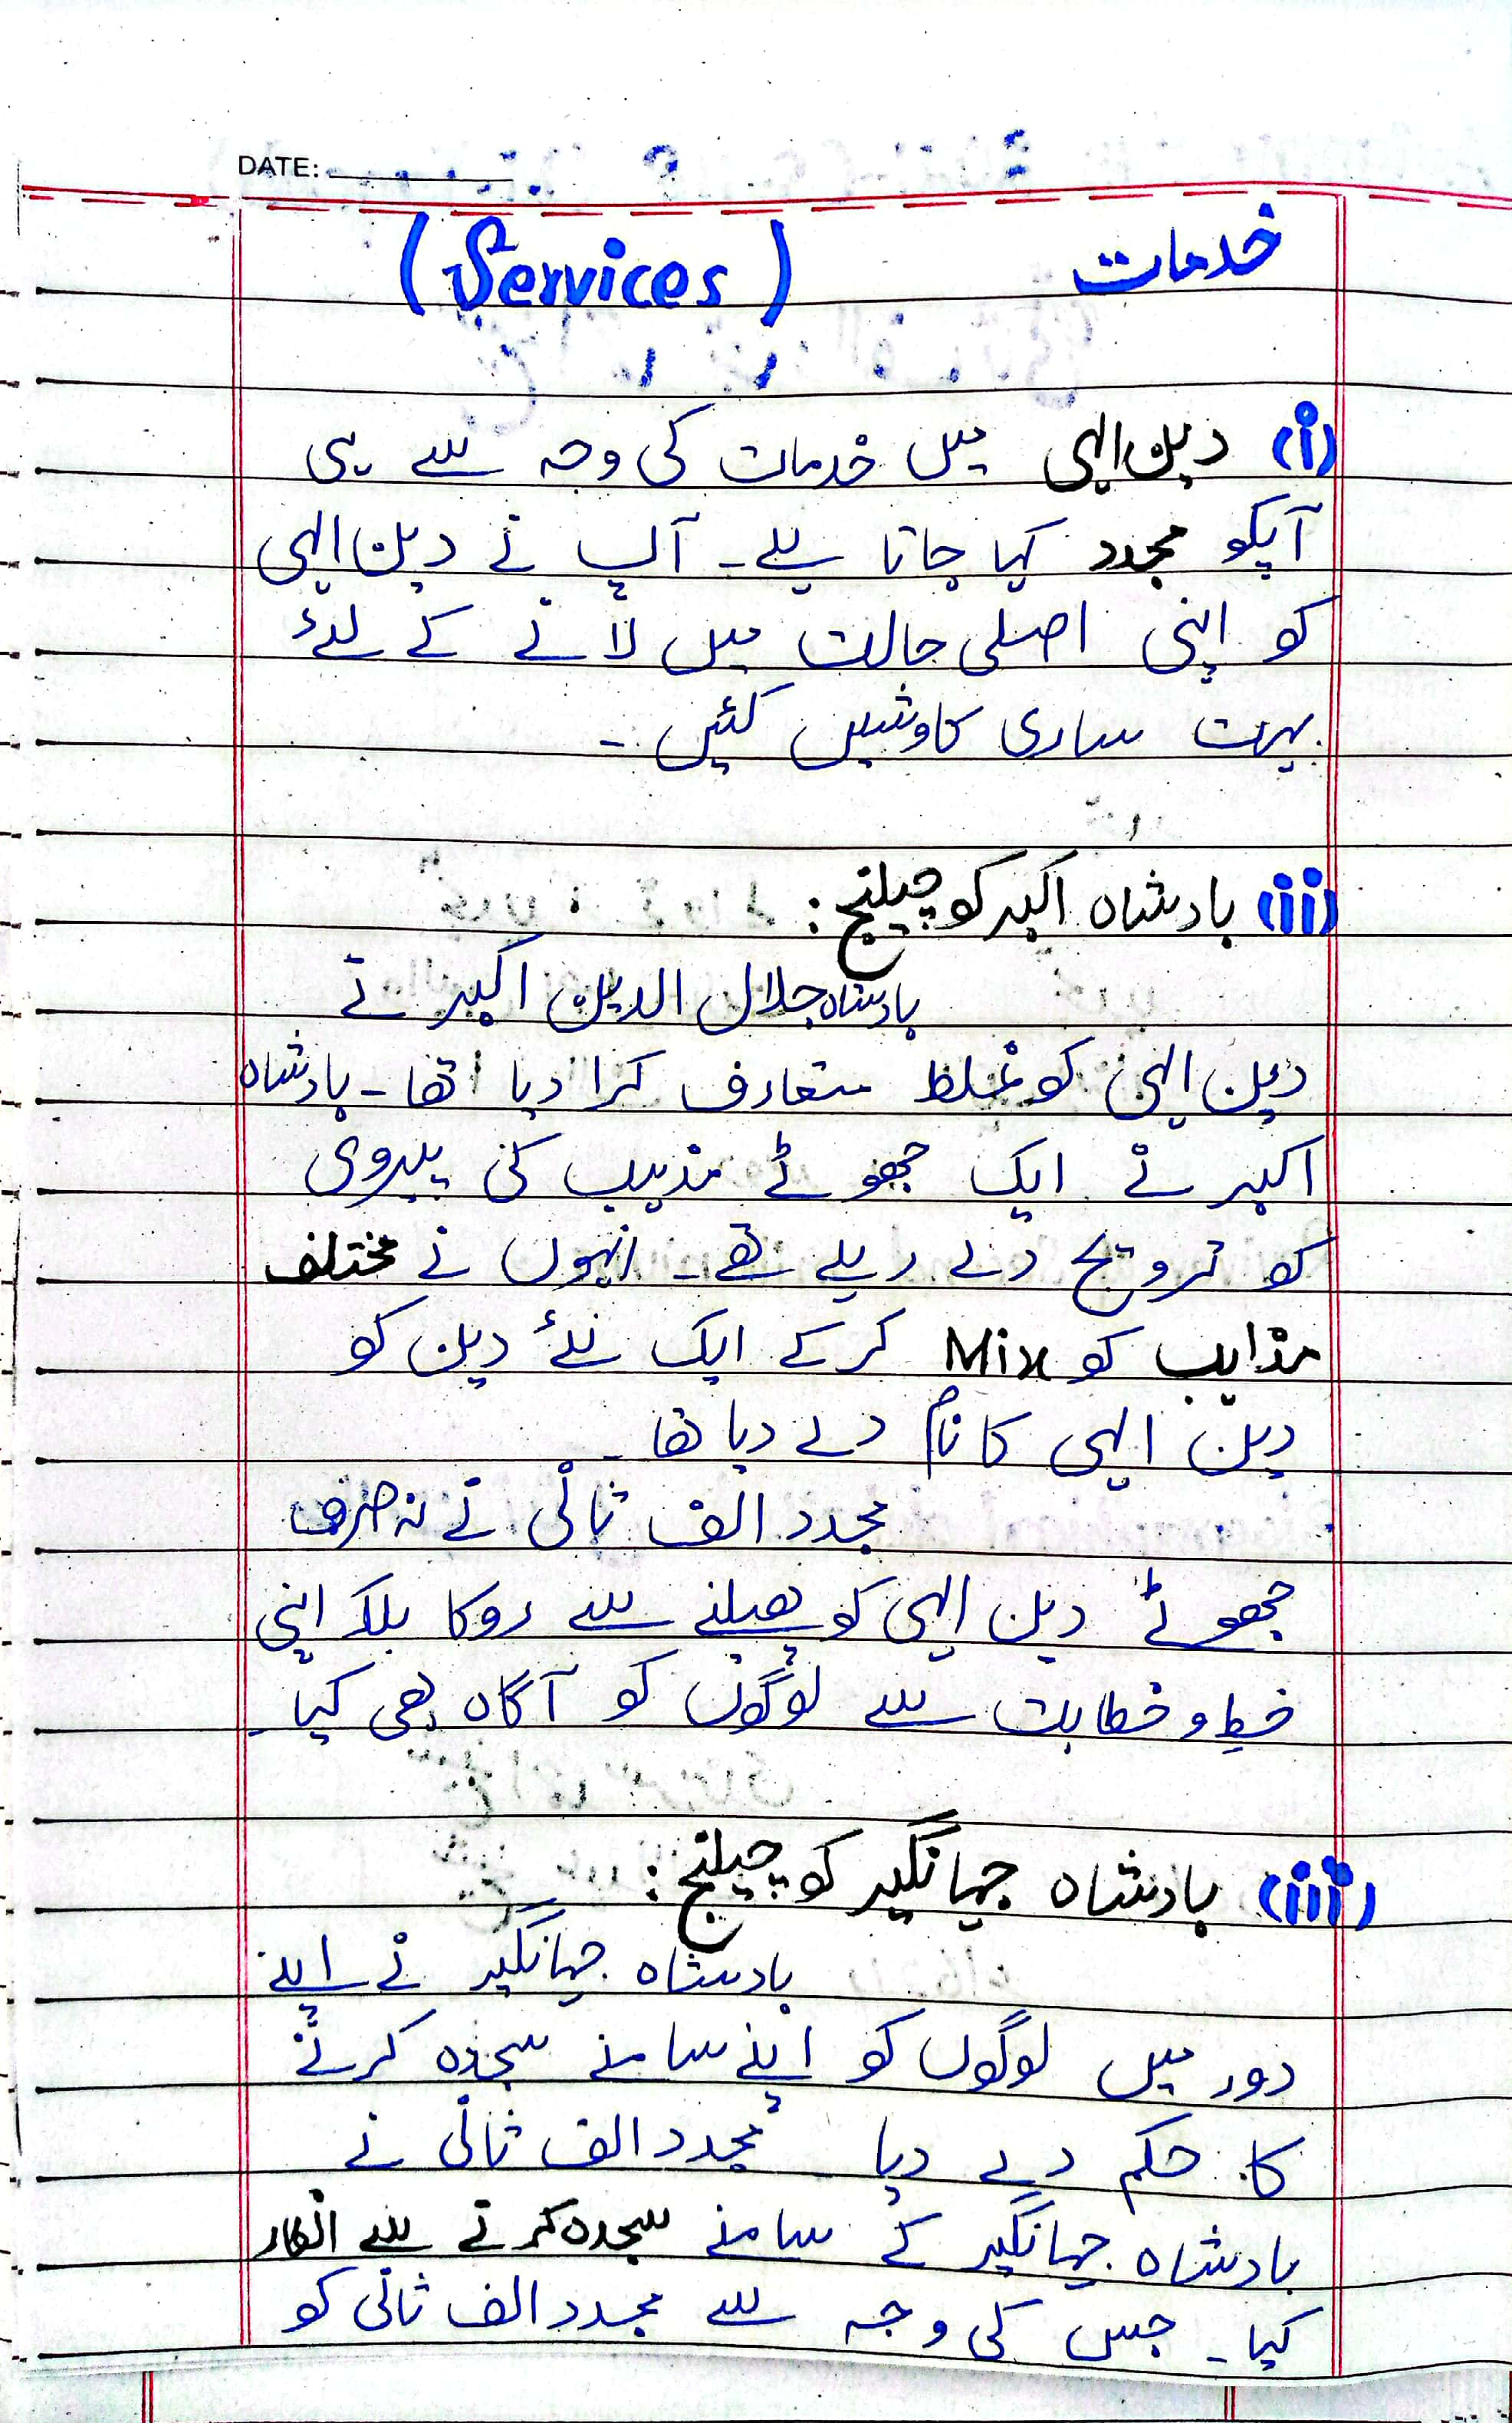 DATE:
خدمات (Services)
(i) دین الہی میں خدمات کی وجہ سے ہی
آپکو مجدد کہا جاتا ہے۔ آپ نے دین الہی
کو اپنی اصلی حالت میں لانے کے لئے
بہت ساری کاوشیں کئیں۔
(ii) بادشاہ اکبر کو چیلنج:
بادشاہ جلال الدین اکبر نے
دین الہی کو غلط متعارف کرا دیا تھا۔ بادشاہ
اکبر نے ایک جھوٹے مذہب کی پیروی
کو ترویج دے رہے تھے۔ انہوں نے مختلف
مذاہب کو Mix کرکے ایک نئے دین کو
دین الہی کا نام دے دیا تھا۔
مجدد الف ثانی نے نہ صرف
جھوٹے دین الہی کو پھیلنے سے روکا بلکہ اپنی
خط و خطابت سے لوگوں کو آگاہ بھی کیا۔
(iii) بادشاہ جہانگیر کو چیلنج:
بادشاہ جہانگیر نے اپنے
دور میں لوگوں کو اپنے سامنے سجدہ کرنے
کا حکم دے دیا۔ مجدد الف ثانی نے
بادشاہ جہانگیر کے سامنے سجدہ کرنے سے انکار
کیا۔ جس کی وجہ سے مجدد الف ثانی کو